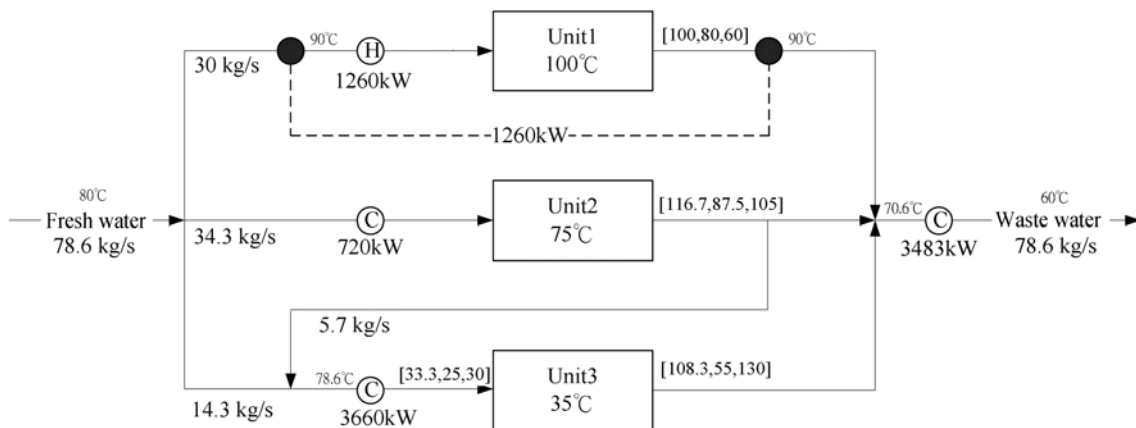 90℃
H
Unit1
100℃
[100,80,60]
90℃
30 kg/s
1260kW
1260kW
80℃
Fresh water
78.6 kg/s
34.3 kg/s
C
720kW
Unit2
75℃
[116.7,87.5,105]
70.6℃
C
3483kW
60℃
Waste water
78.6 kg/s
5.7 kg/s
14.3 kg/s
78.6℃
C
3660kW
[33.3,25,30]
Unit3
35℃
[108.3,55,130]